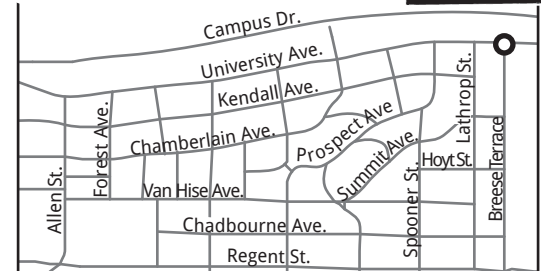 Campus Dr.
University Ave.
Kendall Ave.
Lathrop St.
Forest Ave.
Chamberlain Ave.
Prospect Ave
Summit Ave.
Hoyt St.
Breese Terrace
Allen St.
Van Hise Ave.
Spooner St.
Chadbourne Ave.
Regent St.